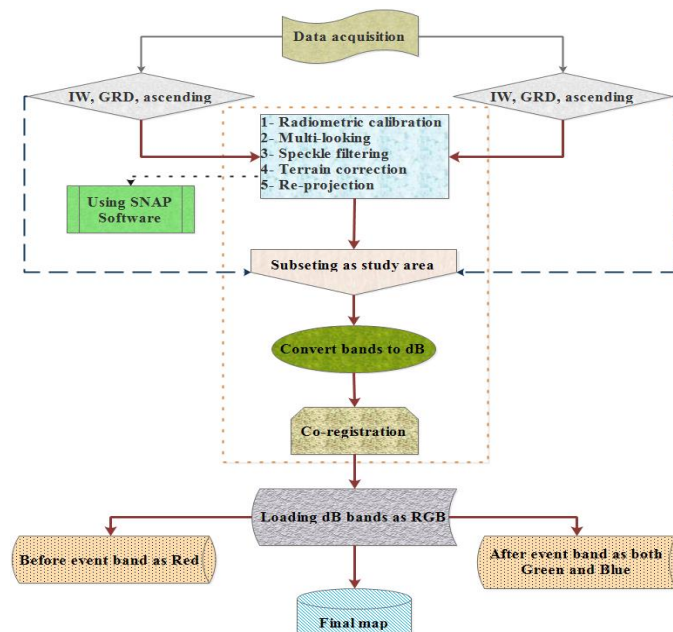 Data acquisition
IW, GRD, ascending
IW, GRD, ascending
1- Radiometric calibration
2- Multi-looking
3- Speckle filtering
4- Terrain correction
5- Re-projection
Using SNAP
Software
Subseting as study area
Convert bands to dB
Co-registration
Loading dB bands as RGB
Before event band as Red
After event band as both
Green and Blue
Final map